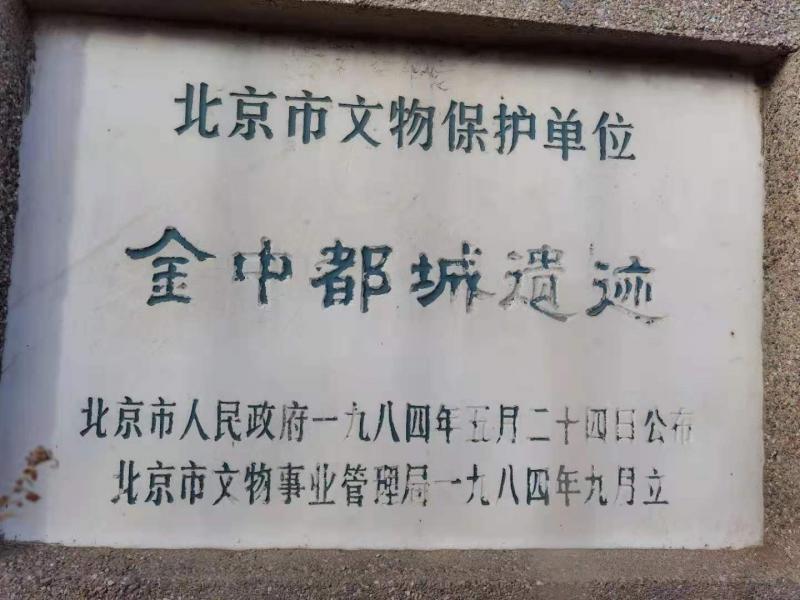 北京市文物保护单位
金中都城遗迹
北京市人民政府一九八四年五月二十四日公布
北京市文物事业管理局一九八四年九月立